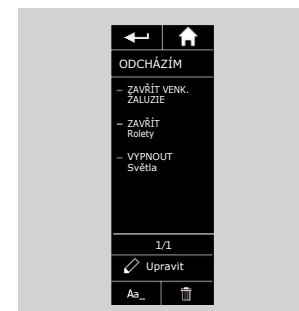 ODCHÁZÍM
– ZAVŘÍT VENK.
ŽALUZIE
– ZAVŘÍT
Rolety
– VYPNOUT
Světla
1/1
Upravit
Aa_